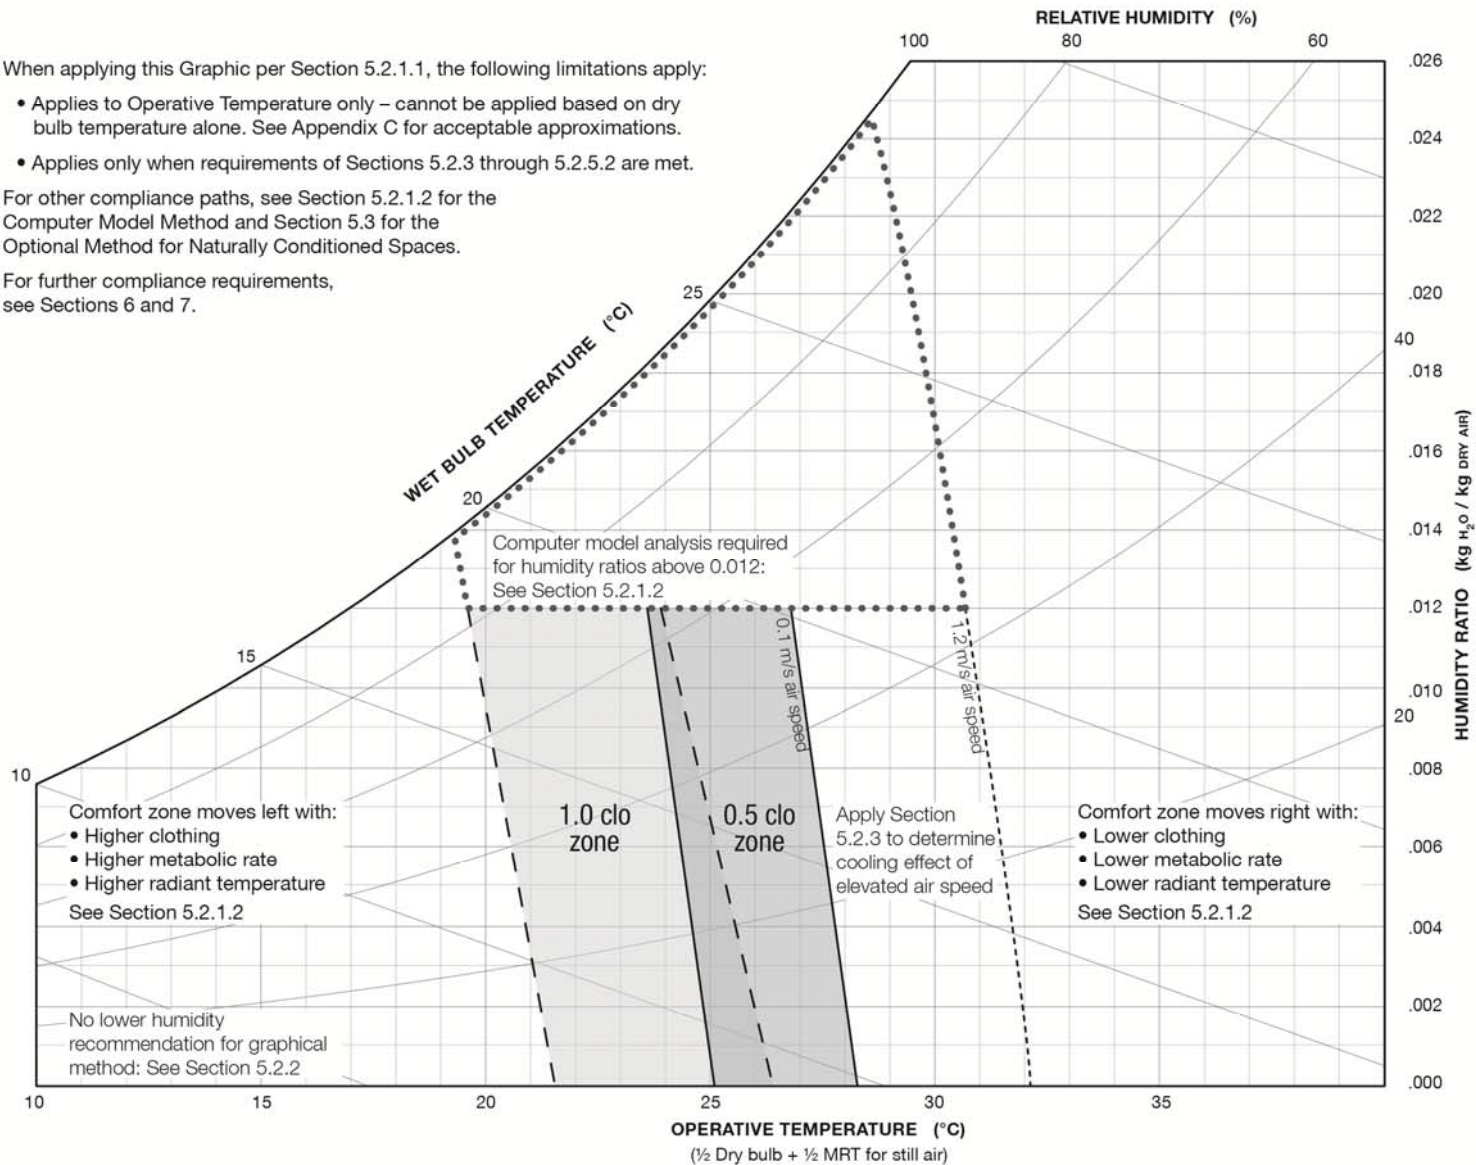 RELATIVE HUMIDITY (%)
100 80 60
When applying this Graphic per Section 5.2.1.1, the following limitations apply:
• Applies to Operative Temperature only – cannot be applied based on dry
bulb temperature alone. See Appendix C for acceptable approximations.
• Applies only when requirements of Sections 5.2.3 through 5.2.5.2 are met.
For other compliance paths, see Section 5.2.1.2 for the
Computer Model Method and Section 5.3 for the
Optional Method for Naturally Conditioned Spaces.
For further compliance requirements,
see Sections 6 and 7.
WET BULB TEMPERATURE (°C)
25
20
15
10
Computer model analysis required
for humidity ratios above 0.012:
See Section 5.2.1.2
0.1 m/s air speed
1.2 m/s air speed
1.0 clo
zone
0.5 clo
zone
Comfort zone moves left with:
• Higher clothing
• Higher metabolic rate
• Higher radiant temperature
See Section 5.2.1.2
Apply Section
5.2.3 to determine
cooling effect of
elevated air speed
Comfort zone moves right with:
• Lower clothing
• Lower metabolic rate
• Lower radiant temperature
See Section 5.2.1.2
No lower humidity
recommendation for graphical
method: See Section 5.2.2
.026
.024
.022
.020
40
.018
.016
.014
.012
.010
20
.008
.006
.004
.002
.000
HUMIDITY RATIO (kg H₂O / kg DRY AIR)
10 15 20 25 30 35
OPERATIVE TEMPERATURE (°C)
(½ Dry bulb + ½ MRT for still air)